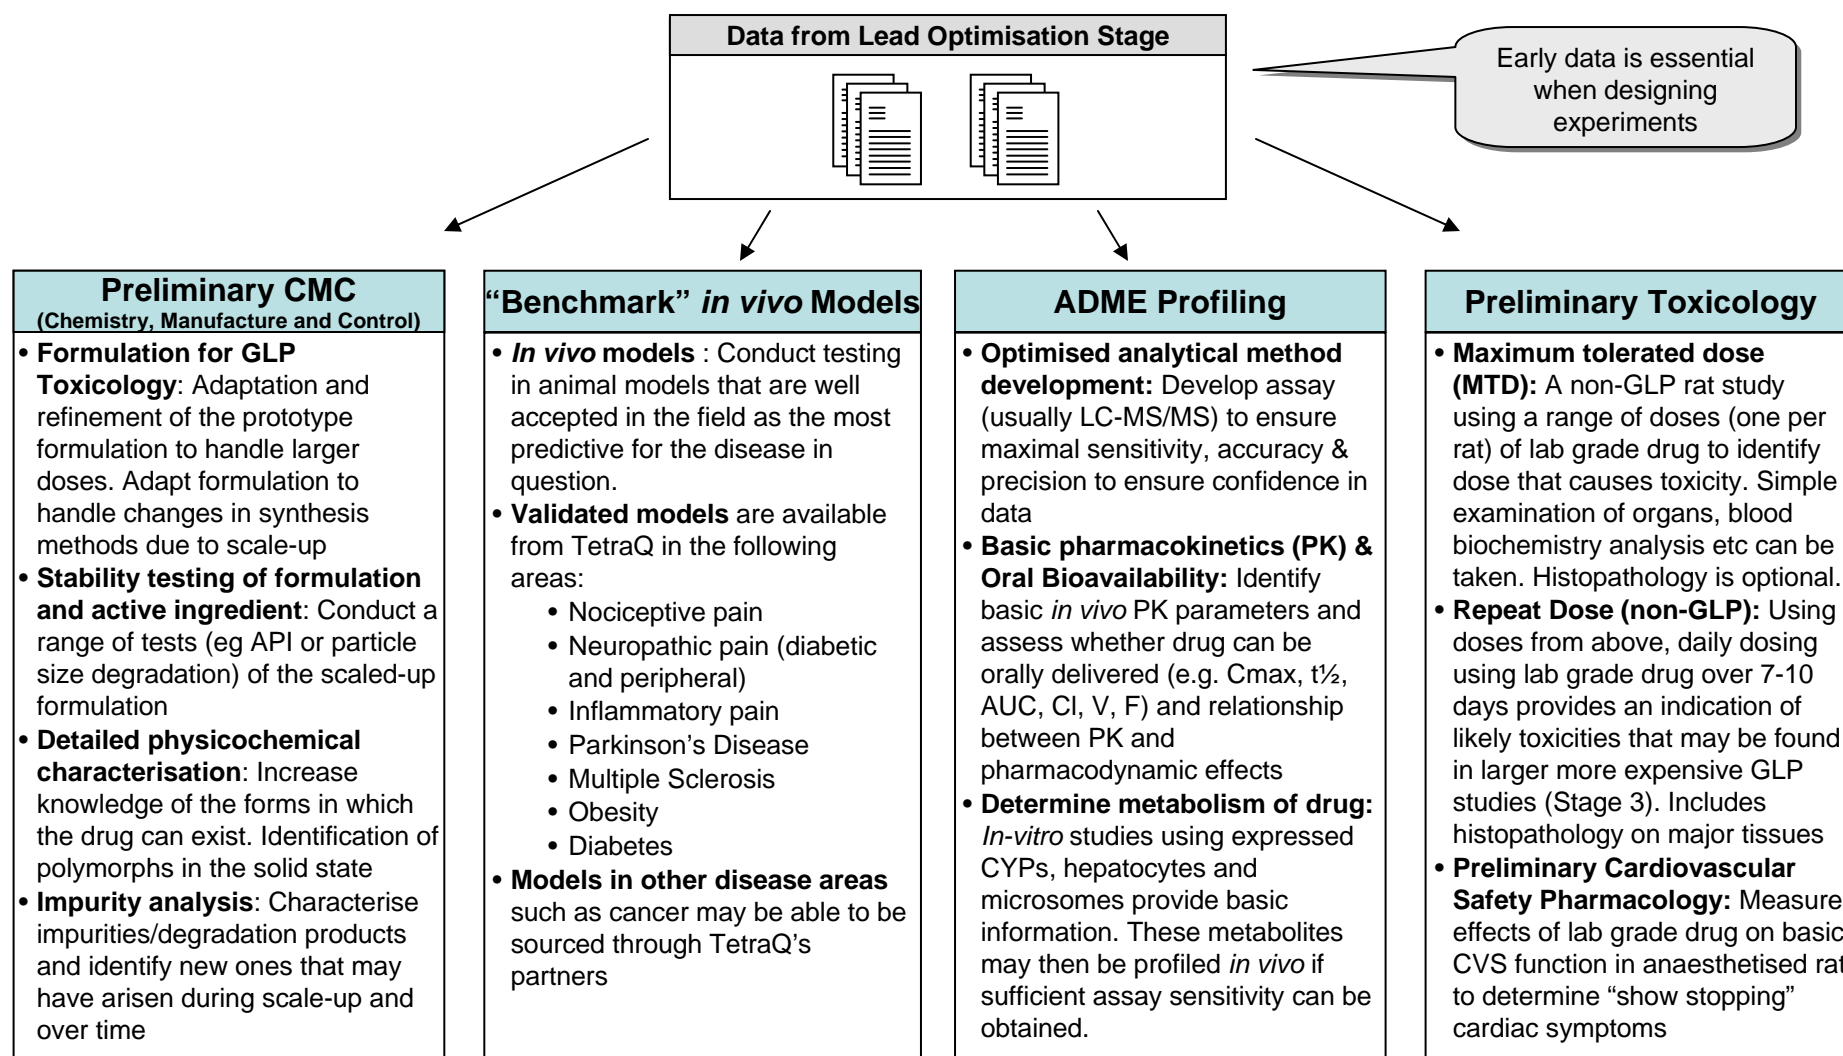 Data from Lead Optimisation Stage
Early data is essential
when designing
experiments
Preliminary CMC
(Chemistry, Manufacture and Control)
• Formulation for GLP
Toxicology: Adaptation and
refinement of the prototype
formulation to handle larger
doses. Adapt formulation to
handle changes in synthesis
methods due to scale-up
• Stability testing of formulation
and active ingredient: Conduct a
range of tests (eg API or particle
size degradation) of the scaled-up
formulation
• Detailed physicochemical
characterisation: Increase
knowledge of the forms in which
the drug can exist. Identification of
polymorphs in the solid state
• Impurity analysis: Characterise
impurities/degradation products
and identify new ones that may
have arisen during scale-up and
over time
“Benchmark” in vivo Models
• In vivo models : Conduct testing
in animal models that are well
accepted in the field as the most
predictive for the disease in
question.
• Validated models are available
from TetraQ in the following
areas:
• Nociceptive pain
• Neuropathic pain (diabetic
and peripheral)
• Inflammatory pain
• Parkinson’s Disease
• Multiple Sclerosis
• Obesity
• Diabetes
• Models in other disease areas
such as cancer may be able to be
sourced through TetraQ’s
partners
ADME Profiling
• Optimised analytical method
development: Develop assay
(usually LC-MS/MS) to ensure
maximal sensitivity, accuracy &
precision to ensure confidence in
data
• Basic pharmacokinetics (PK) &
Oral Bioavailability: Identify
basic in vivo PK parameters and
assess whether drug can be
orally delivered (e.g. Cmax, t½,
AUC, Cl, V, F) and relationship
between PK and
pharmacodynamic effects
• Determine metabolism of drug:
In-vitro studies using expressed
CYPs, hepatocytes and
microsomes provide basic
information. These metabolites
may then be profiled in vivo if
sufficient assay sensitivity can be
obtained.
Preliminary Toxicology
• Maximum tolerated dose
(MTD): A non-GLP rat study
using a range of doses (one per
rat) of lab grade drug to identify
dose that causes toxicity. Simple
examination of organs, blood
biochemistry analysis etc can be
taken. Histopathology is optional.
• Repeat Dose (non-GLP): Using
doses from above, daily dosing
using lab grade drug over 7-10
days provides an indication of
likely toxicities that may be found
in larger more expensive GLP
studies (Stage 3). Includes
histopathology on major tissues
• Preliminary Cardiovascular
Safety Pharmacology: Measure
effects of lab grade drug on basic
CVS function in anaesthetised rat
to determine “show stopping”
cardiac symptoms